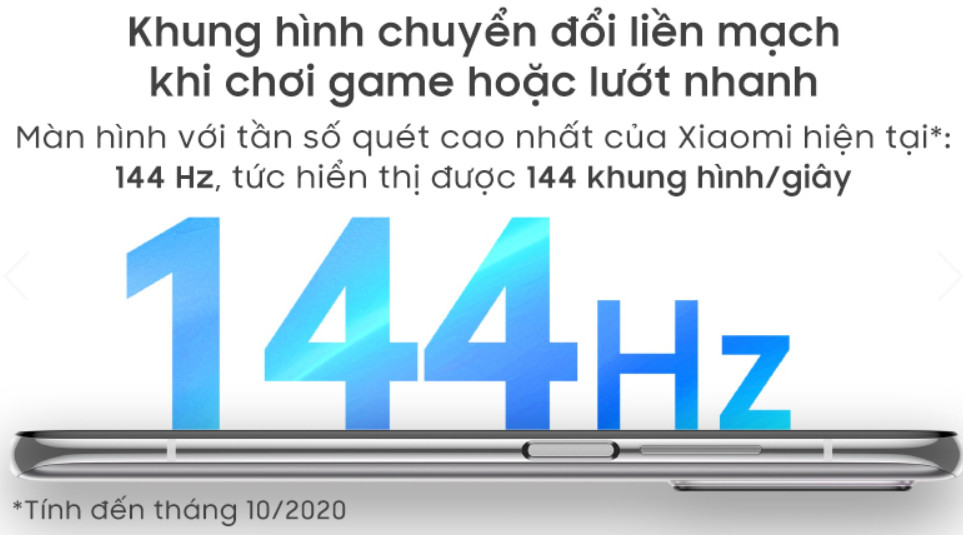 Khung hình chuyển đổi liền mạch
khi chơi game hoặc lướt nhanh
Màn hình với tần số quét cao nhất của Xiaomi hiện tại*:
144 Hz, tức hiển thị được 144 khung hình/giây
144Hz
*Tính đến tháng 10/2020